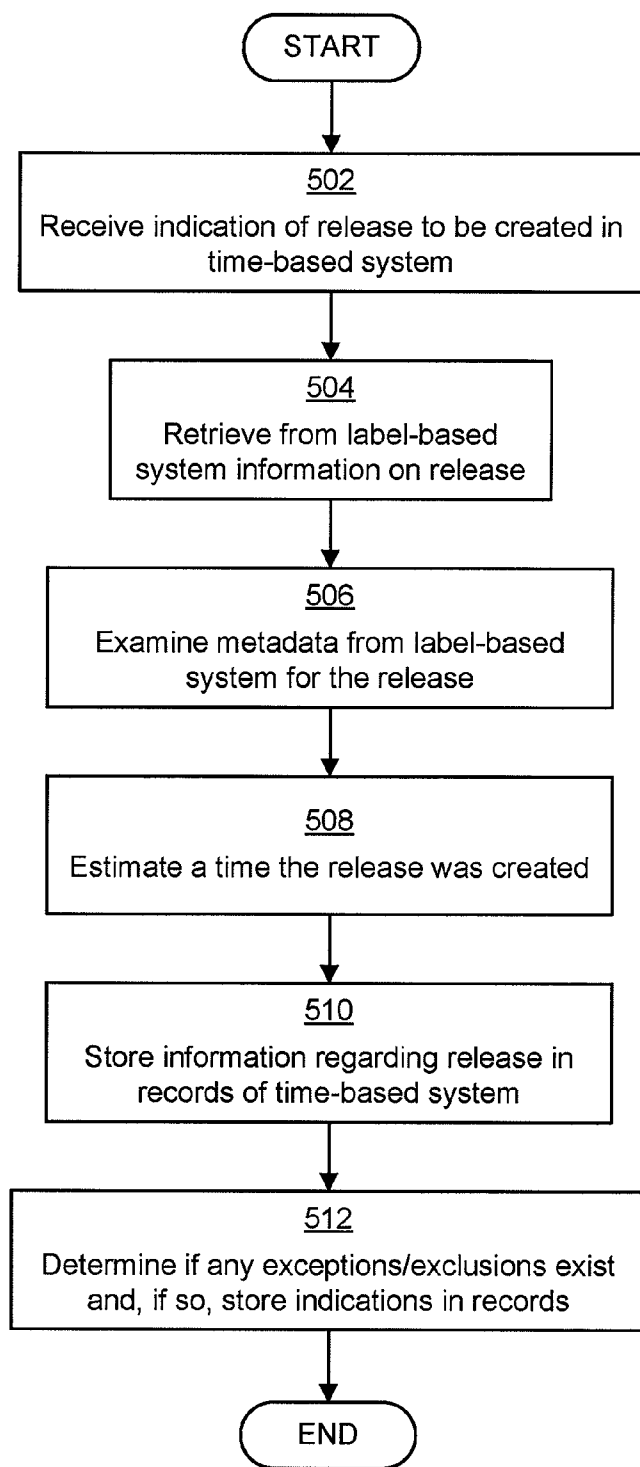 START
502
Receive indication of release to be created in
time-based system
504
Retrieve from label-based
system information on release
506
Examine metadata from label-based
system for the release
508
Estimate a time the release was created
510
Store information regarding release in
records of time-based system
512
Determine if any exceptions/exclusions exist
and, if so, store indications in records
END